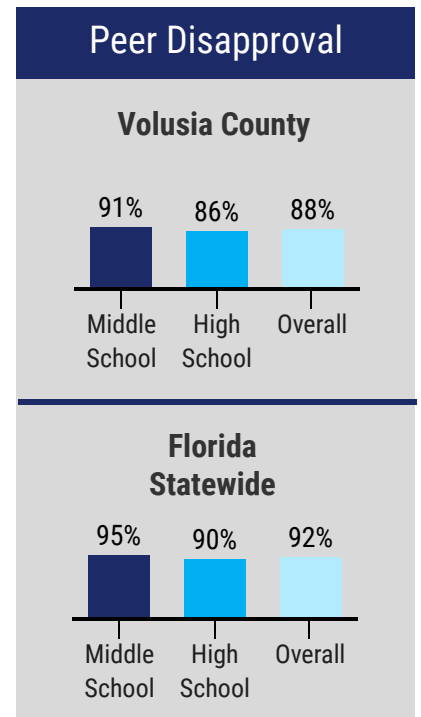 Peer Disapproval
Volusia County
91% 86% 88%
Middle High Overall
School School
Florida
Statewide
95% 90% 92%
Middle High Overall
School School